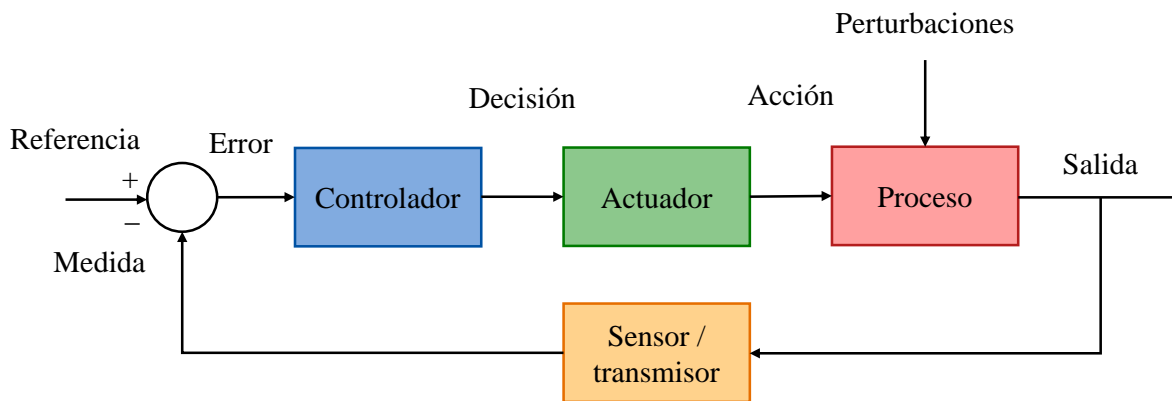 Perturbaciones
Decisión
Acción
Referencia
Error
Salida
+
Controlador
Actuador
Proceso
−
Medida
Sensor /
transmisor